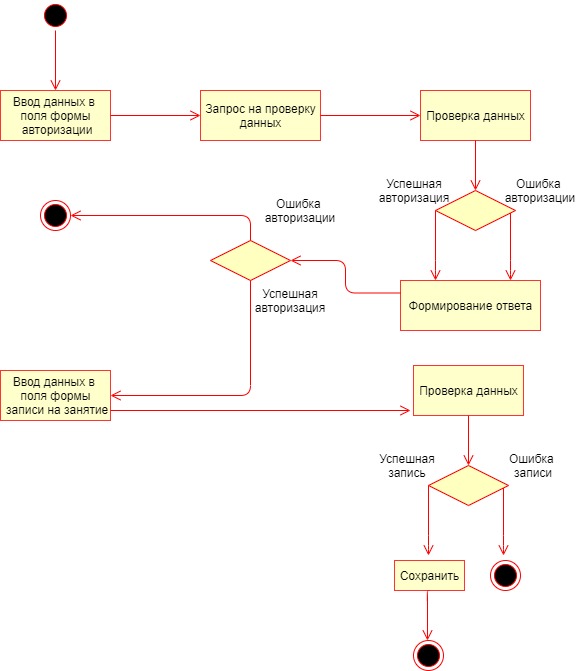 Ввод данных в
поля формы
авторизации
Запрос на проверку
данных
Проверка данных
Успешная
авторизация
Ошибка
авторизации
Ошибка
авторизации
Успешная
авторизация
Формирование ответа
Ввод данных в
поля формы
записи на занятие
Проверка данных
Успешная
запись
Ошибка
записи
Сохранить